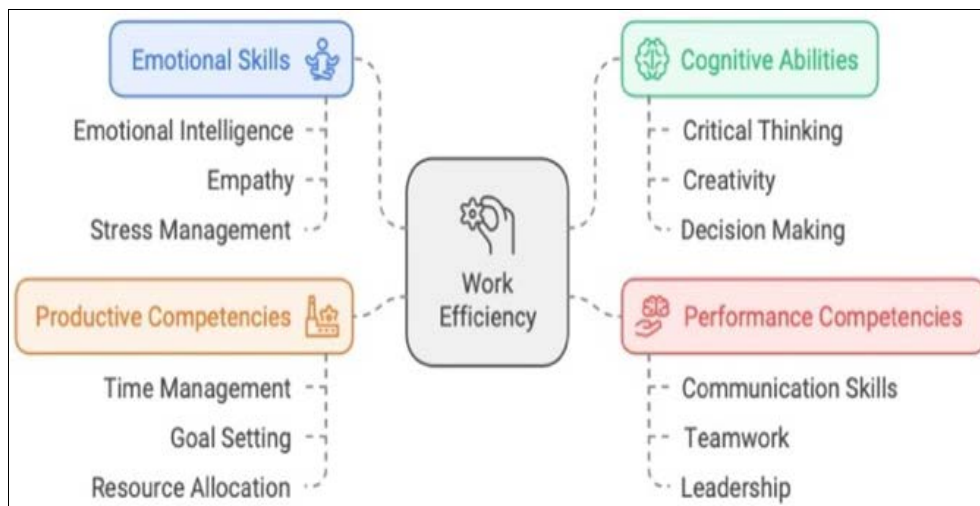 Emotional Skills
Emotional Intelligence
Empathy
Stress Management
Productive Competencies
Time Management
Goal Setting
Resource Allocation
Work
Efficiency
Cognitive Abilities
Critical Thinking
Creativity
Decision Making
Performance Competencies
Communication Skills
Teamwork
Leadership